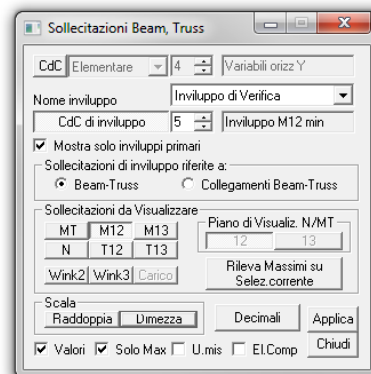 Sollecitazioni Beam, Truss
CdC Elementare 4 Variabili orizz Y
Nome inviluppo Inviluppo di Verifica
CdC di inviluppo 5 Inviluppo M12 min
Mostra solo inviluppi primari
Sollecitazioni di inviluppo riferite a:
Beam-Truss Collegamenti Beam-Truss
Sollecitazioni da Visualizzare
Piano di Visualiz. N/MT
MT M12 M13
12 13
N T12 T13
Wink2 Wink3 Carico
Rileva Massimi su
Selez.corrente
Scala
Raddoppia Dimezza
Decimali Applica
Valori Solo Max U.mis El.Comp Chiudi